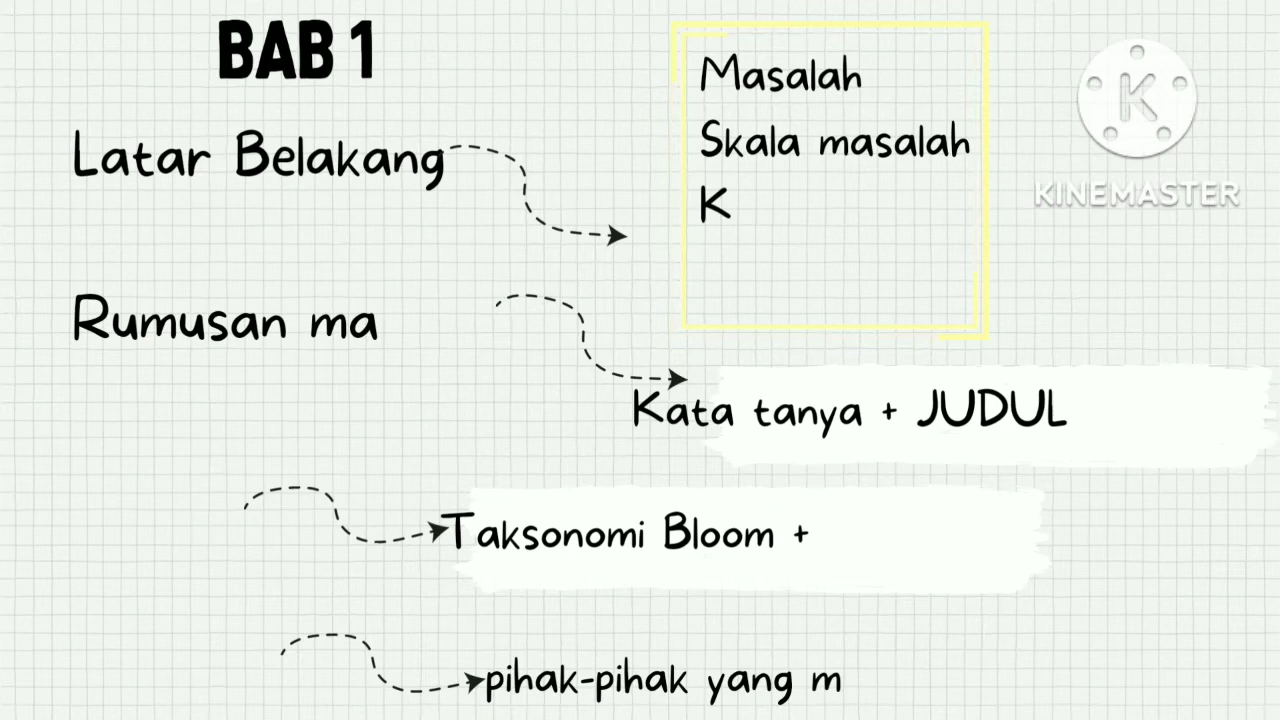 BAB 1
Latar Belakang
Masalah
Skala masalah
K
K
KINEMASTER
Rumusan ma
Kata tanya + JUDUL
Taksonomi Bloom +
pihak-pihak yang m